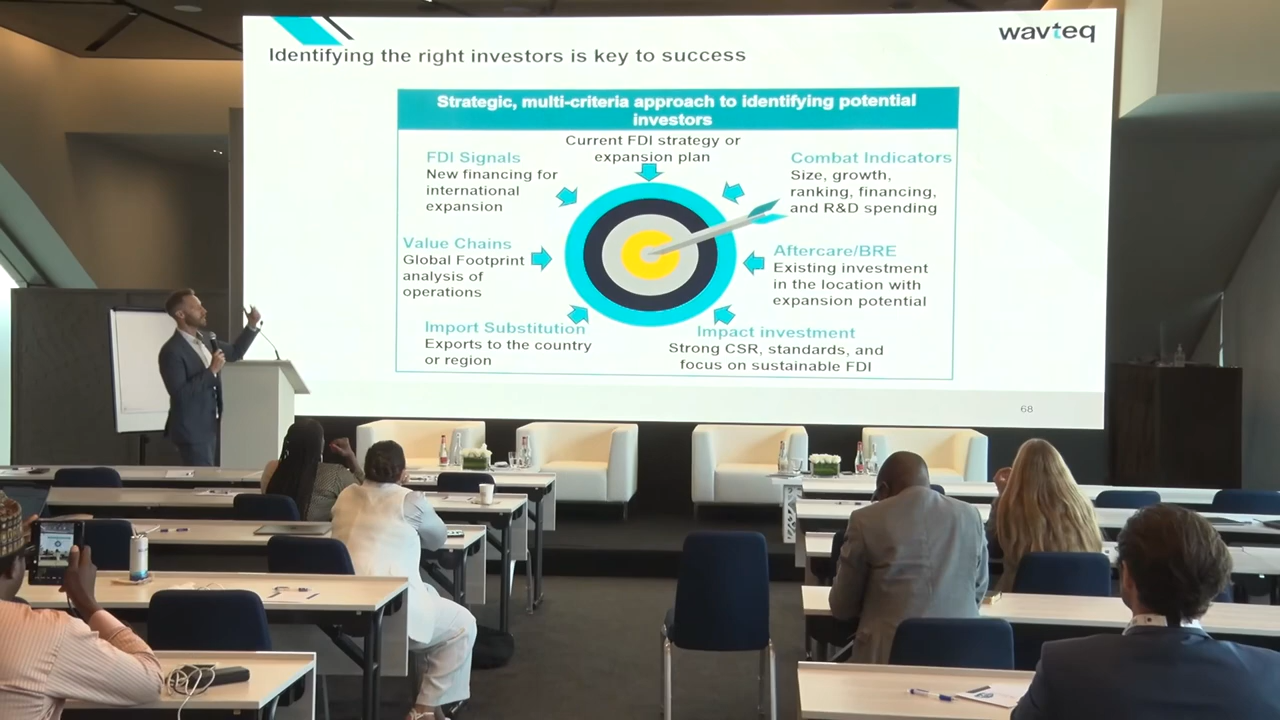 wavteq
Identifying the right investors is key to success
Strategic, multi-criteria approach to identifying potential
investors
Current FDI strategy or
expansion plan
FDI Signals
New financing for
international
expansion
Combat Indicators
Size, growth,
ranking, financing,
and R&D spending
Value Chains
Global Footprint
analysis of
operations
Aftercare/BRE
Existing investment
in the location with
expansion potential
Import Substitution
Exports to the country
or region
Impact investment
Strong CSR, standards, and
focus on sustainable FDI
68